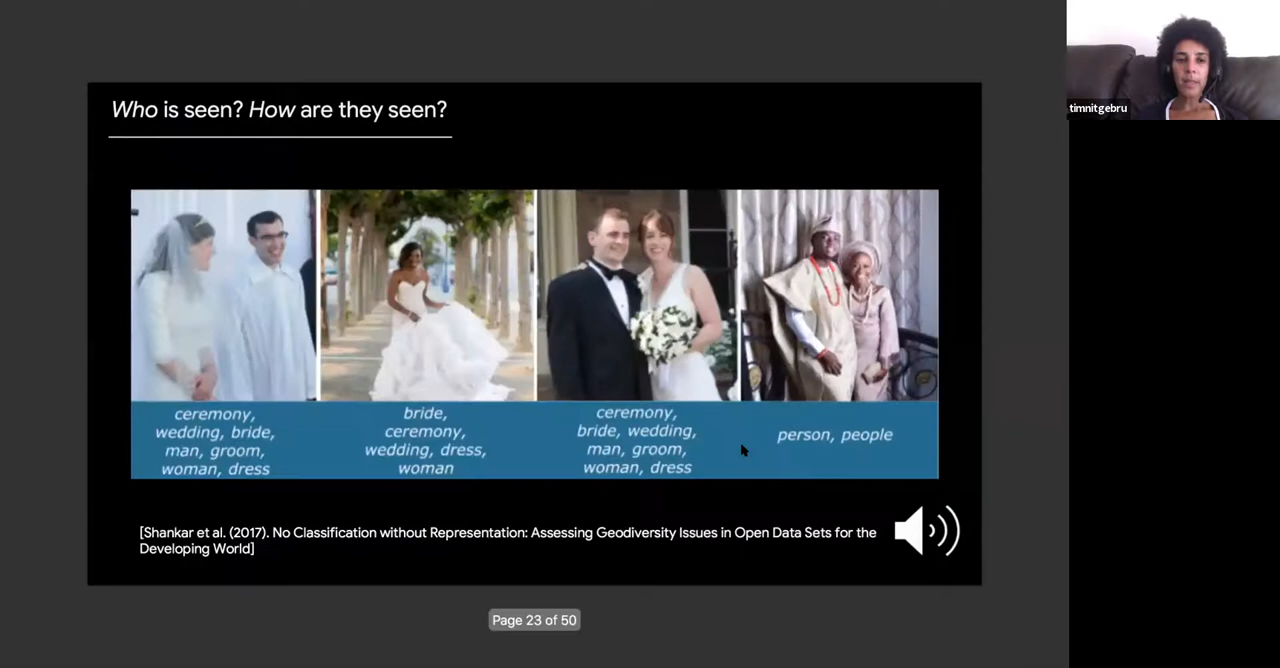 timnitgebru
Who is seen? How are they seen?
ceremony,
wedding, bride,
man, groom,
woman, dress
bride,
ceremony,
wedding, dress,
woman
ceremony,
bride, wedding,
man, groom,
woman, dress
person, people
[Shankar et al. (2017). No Classification without Representation: Assessing Geodiversity Issues in Open Data Sets for the
Developing World]
Page 23 of 50